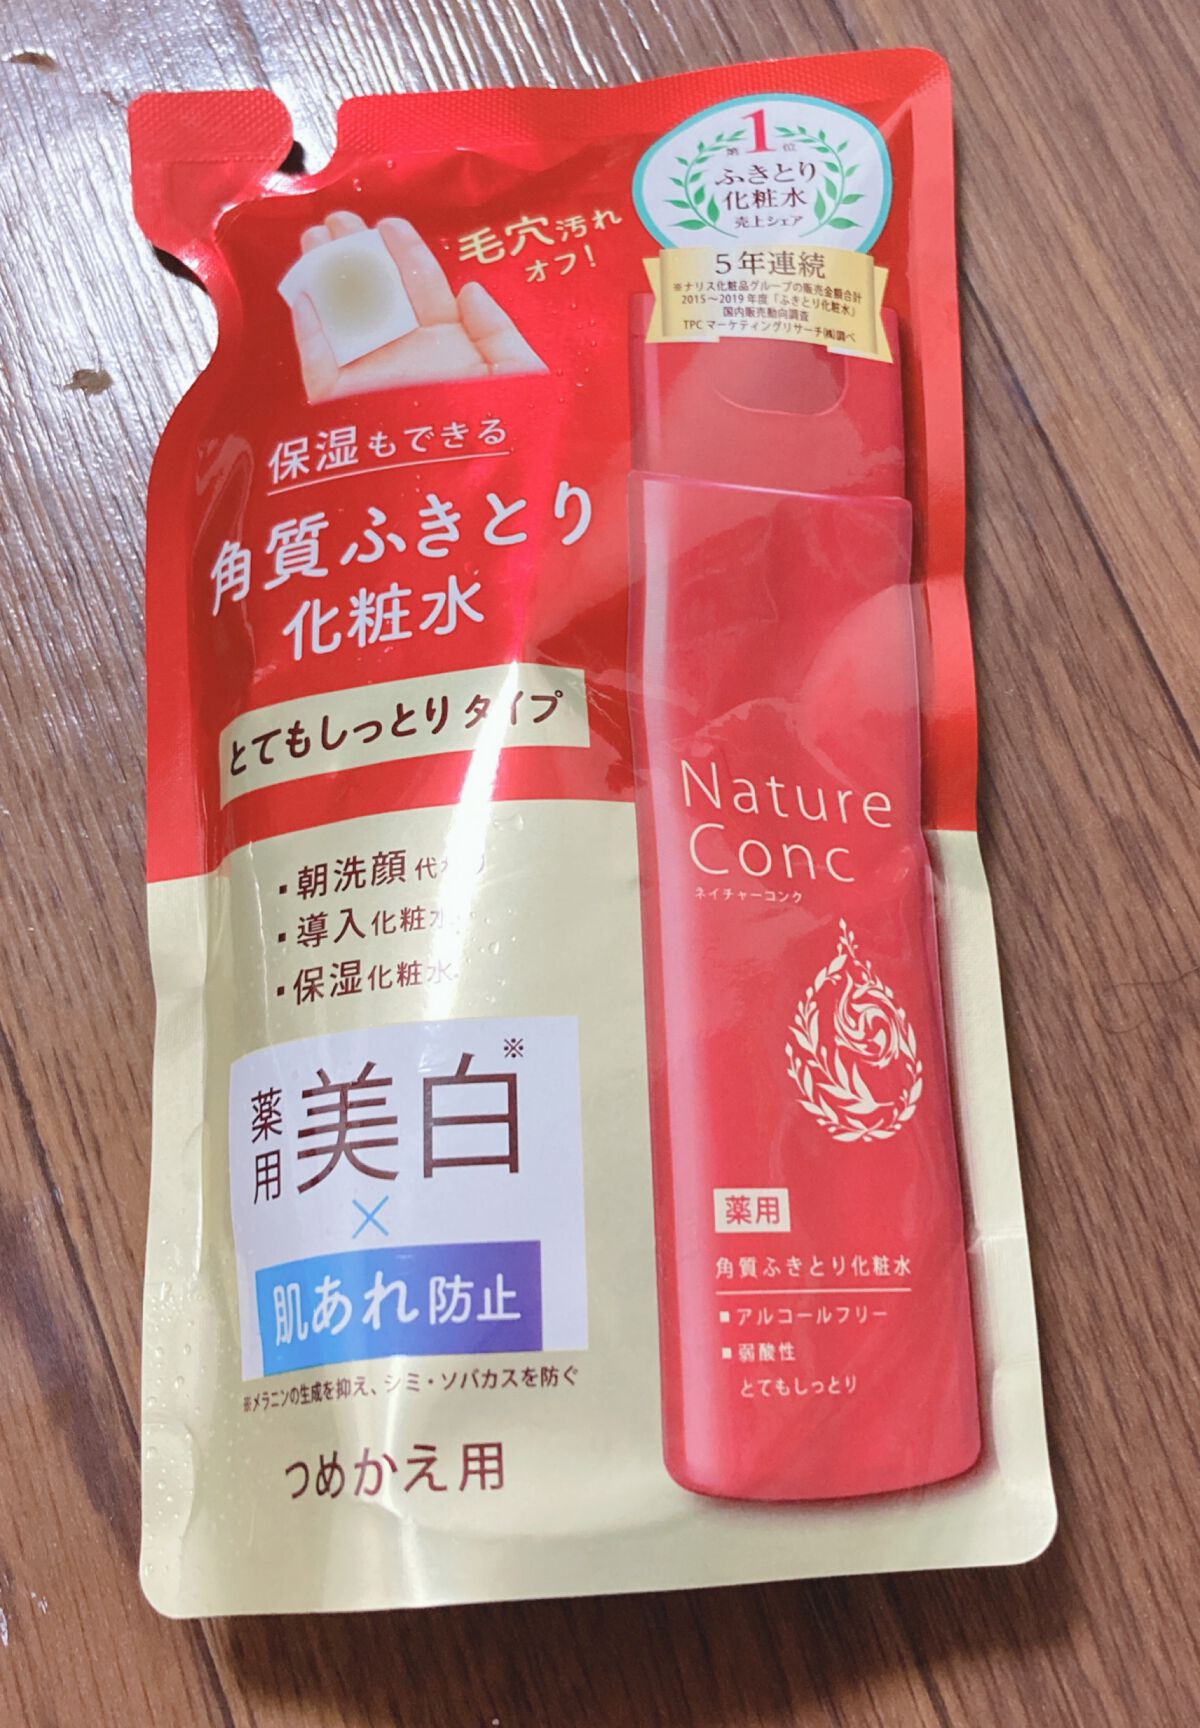 第1位
ふきとり
化粧水
売上シェア
5年連続
※ナリス化粧品グループの販売金額合計
2015～2019年度「ふきとり化粧水」
国内販売動向調査
TPCマーケティングリサーチ㈱調べ
毛穴汚れ
オフ!
保湿もできる
角質ふきとり
化粧水
とてもしっとりタイプ
▪朝洗顔
▪導入化粧水
▪保湿化粧水
薬用美白※
×
肌あれ防止
※メラニンの生成を抑え、シミ・ソバカスを防ぐ
つめかえ用
Nature
Conc
ネイチャーコンク
薬用
角質ふきとり化粧水
▪アルコールフリー
▪弱酸性
とてもしっとり